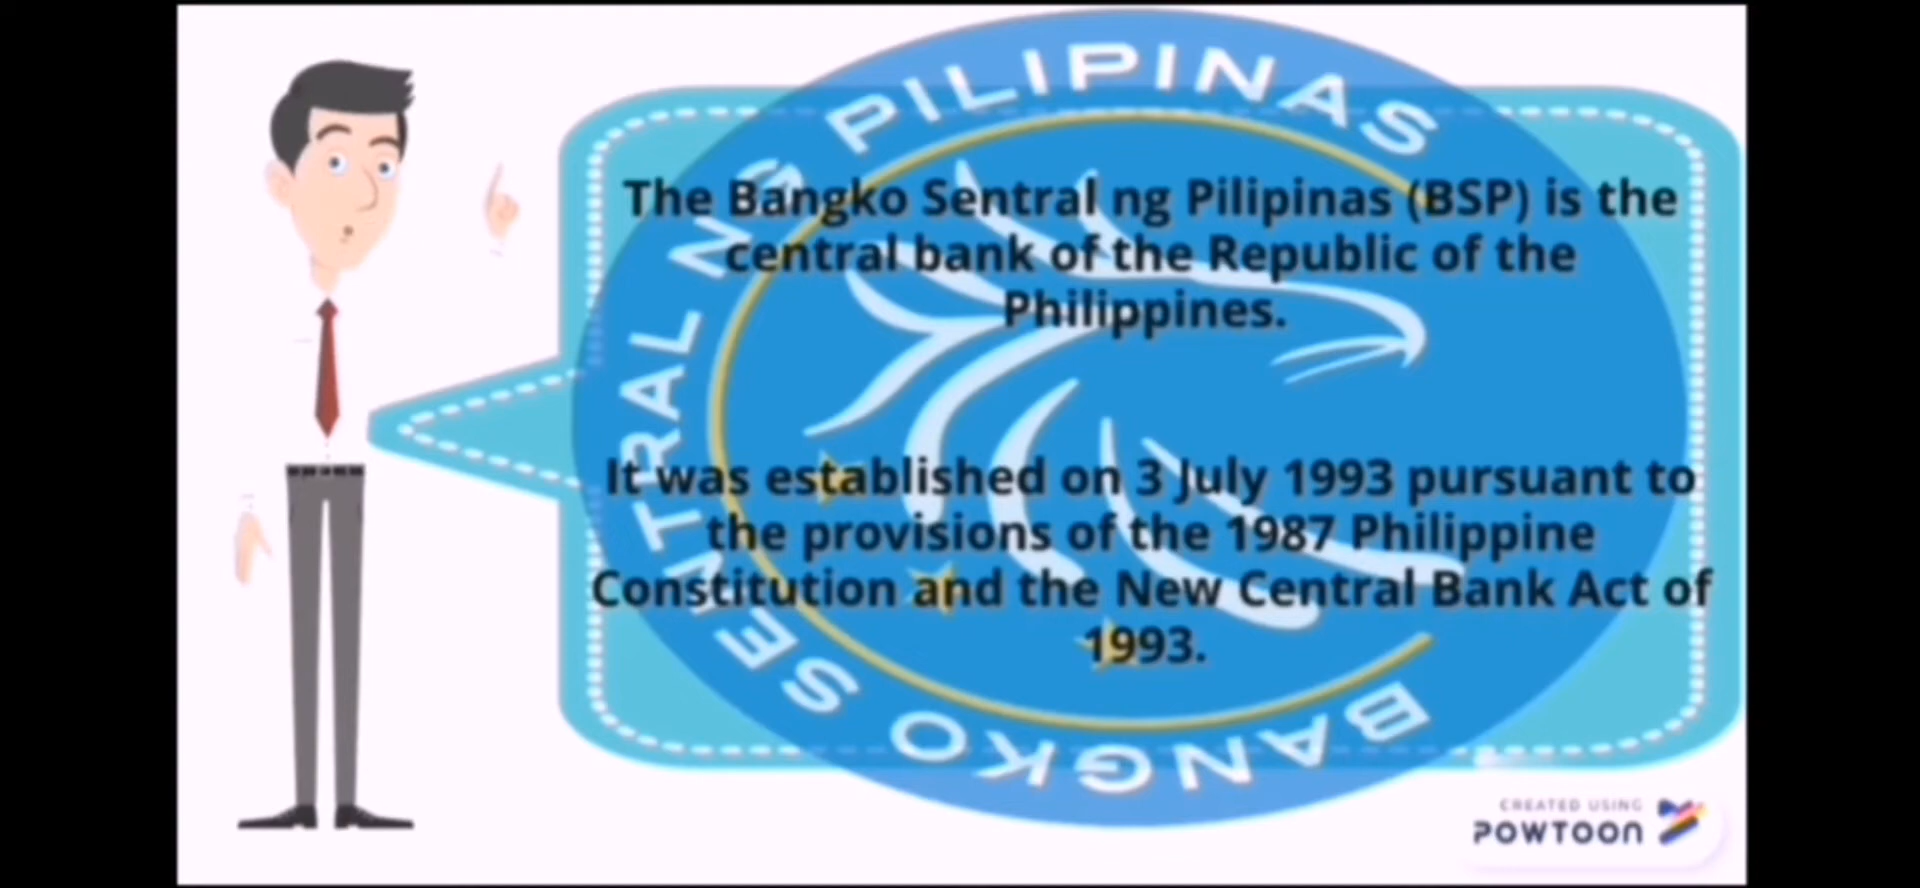 BANGKO SENTRAL NG PILIPINAS
The Bangko Sentral ng Pilipinas (BSP) is the
central bank of the Republic of the
Philippines.
It was established on 3 July 1993 pursuant to
the provisions of the 1987 Philippine
Constitution and the New Central Bank Act of
1993.
CREATED USING
POWTOON